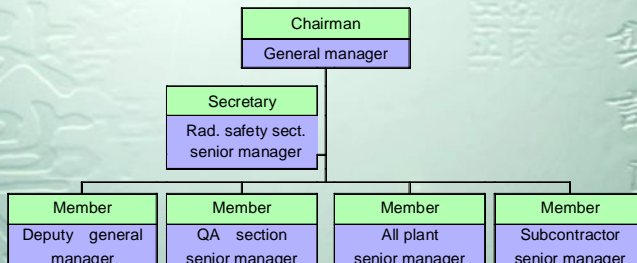 Chairman
General manager
Secretary
Rad. safety sect.
senior manager
Member
Deputy general
manager
Member
QA section
senior manager
Member
All plant
senior manager
Member
Subcontractor
senior manager